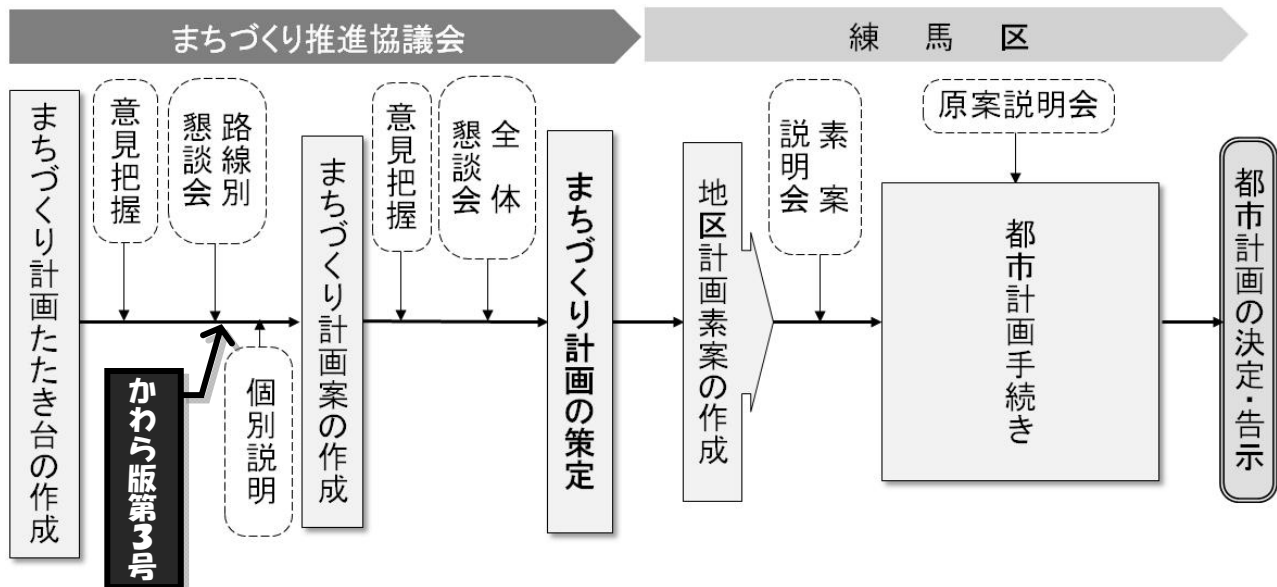 まちづくり推進協議会
練馬区
まちづくり計画たたき台の作成
意見把握
路線別
懇談会
かわら版第3号
個別説明
まちづくり計画案の作成
意見把握
全体
懇談会
まちづくり計画の策定
地区計画素案の作成
素案
説明会
原案説明会
都市計画手続き
都市計画の決定・告示